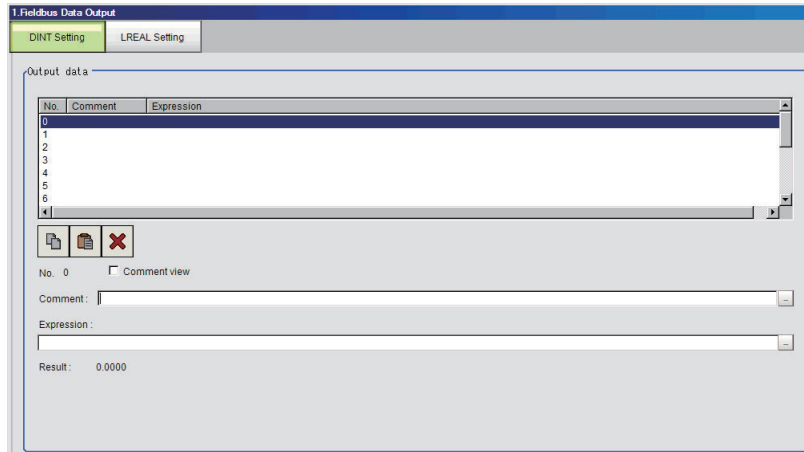 1.Fieldbus Data Output
DINT Setting LREAL Setting
Output data
No. Comment Expression
0
1
2
3
4
5
6
No. 0 Comment view
Comment : ...
Expression :
...
Result : 0.0000